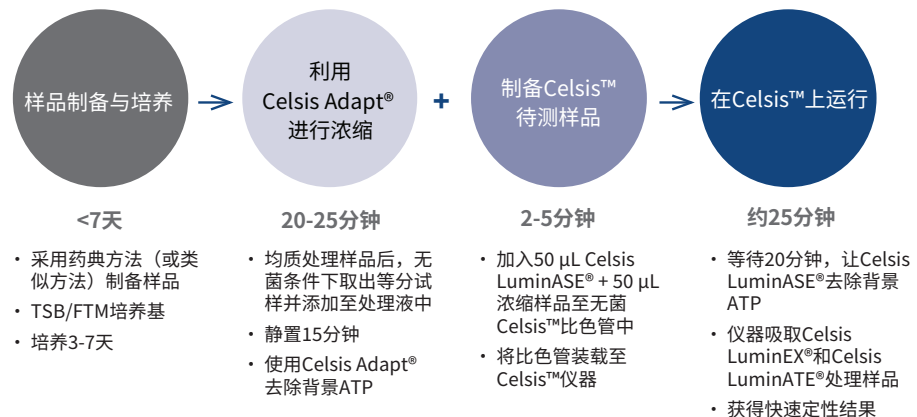 样品制备与培养
利用
Celsis Adapt®
进行浓缩
+
制备Celsis™
待测样品
在Celsis™上运行
<7天
• 采用药典方法（或类
似方法）制备样品
• TSB/FTM培养基
• 培养3-7天
20-25分钟
• 均质处理样品后，无
菌条件下取出等分试
样并添加至处理液中
• 静置15分钟
• 使用Celsis Adapt®
去除背景ATP
2-5分钟
• 加入50 µL Celsis
LuminASE® + 50 µL
浓缩样品至无菌
Celsis™比色管中
• 将比色管装载至
Celsis™仪器
约25分钟
• 等待20分钟，让Celsis
LuminASE®去除背景
ATP
• 仪器吸取Celsis
LuminEX®和Celsis
LuminATE®处理样品
• 获得快速定性结果